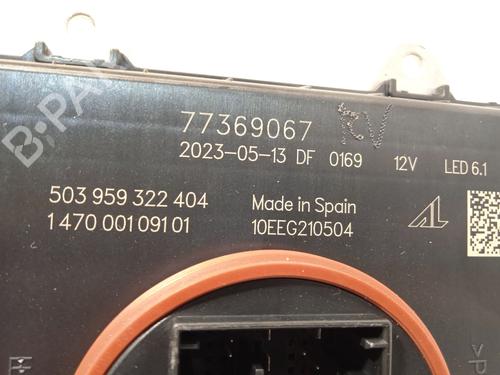 77369067 RV
2023-05-13 DF 0169 12V LED 6.1
503 959 322 404 Made in Spain
1 470 001 091 01 10EEG210504
AL
B-PARTS